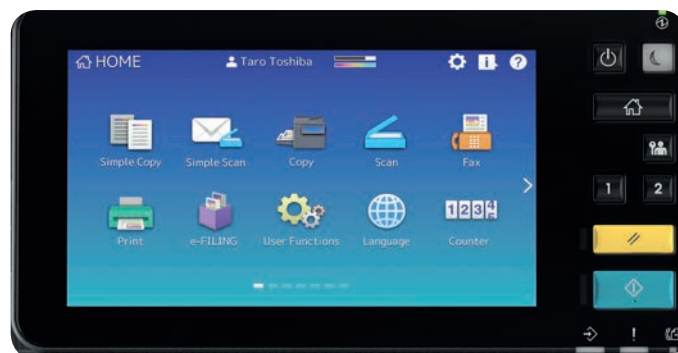 HOME
Taro Toshiba
Simple Copy
Simple Scan
Copy
Scan
Fax
Print
e-FILING
User Functions
Language
Counter
1
2